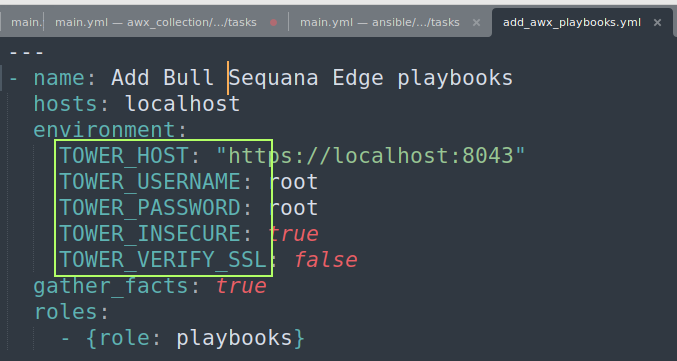 main. main.yml — awx_collection/.../tasks main.yml — ansible/.../tasks × add_awx_playbooks.yml ×
---
- name: Add Bull Sequana Edge playbooks
  hosts: localhost
  environment:
    TOWER_HOST: "https://localhost:8043"
    TOWER_USERNAME: root
    TOWER_PASSWORD: root
    TOWER_INSECURE: true
    TOWER_VERIFY_SSL: false
  gather_facts: true
  roles:
    - {role: playbooks}